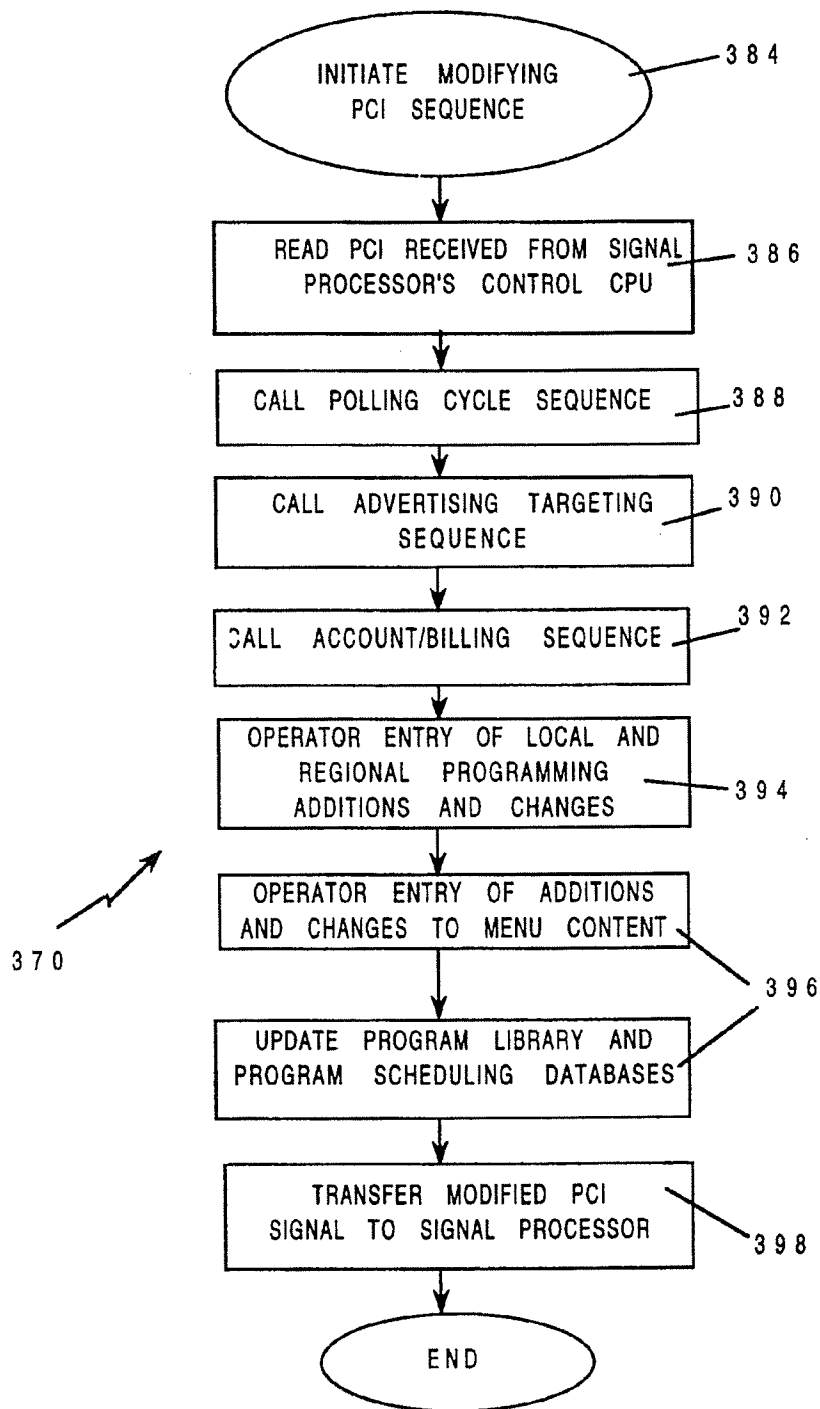 INITIATE MODIFYING
PCI SEQUENCE
384
READ PCI RECEIVED FROM SIGNAL
PROCESSOR'S CONTROL CPU
386
CALL POLLING CYCLE SEQUENCE
388
CALL ADVERTISING TARGETING
SEQUENCE
390
CALL ACCOUNT/BILLING SEQUENCE
392
OPERATOR ENTRY OF LOCAL AND
REGIONAL PROGRAMMING
ADDITIONS AND CHANGES
394
OPERATOR ENTRY OF ADDITIONS
AND CHANGES TO MENU CONTENT
370
396
UPDATE PROGRAM LIBRARY AND
PROGRAM SCHEDULING DATABASES
TRANSFER MODIFIED PCI
SIGNAL TO SIGNAL PROCESSOR
398
END